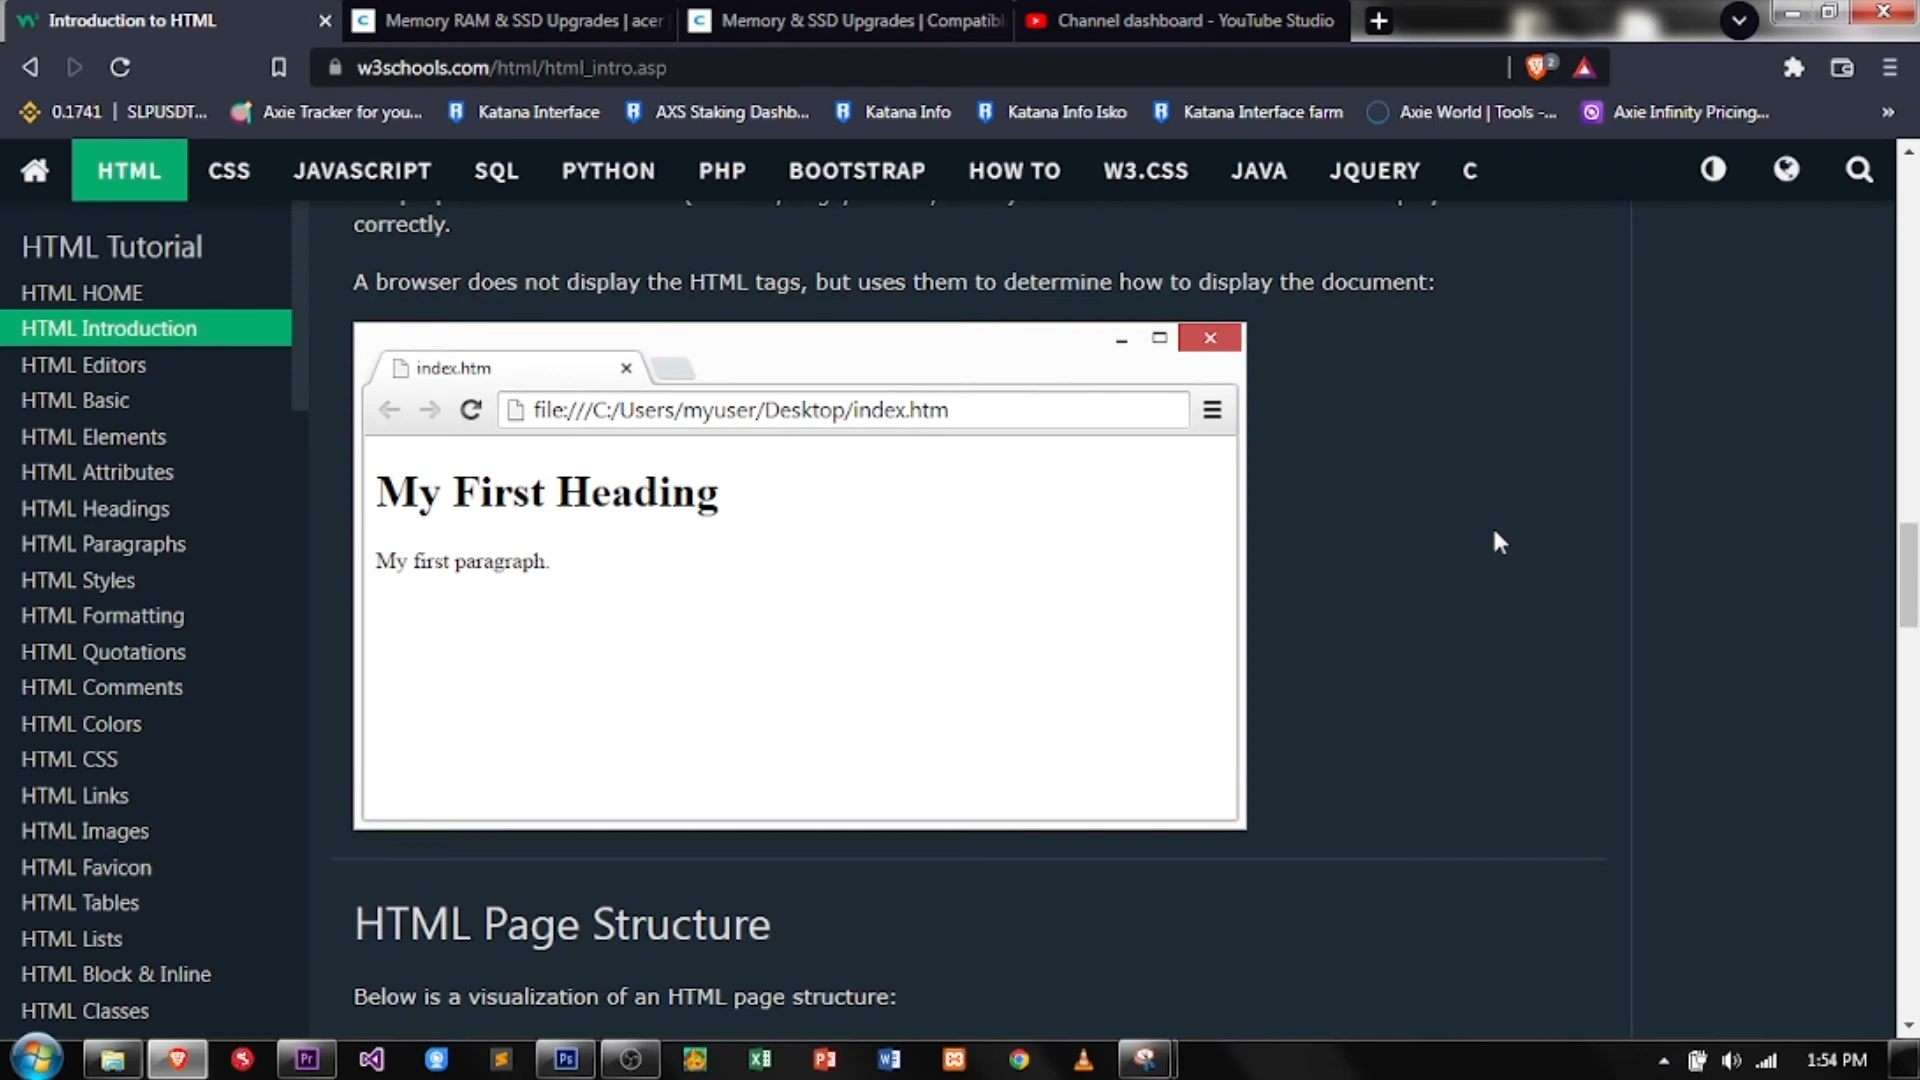 Introduction to HTML
Memory RAM & SSD Upgrades | acer
Memory & SSD Upgrades | Compatibl
Channel dashboard - YouTube Studio
w3schools.com/html/html_intro.asp
2
0.1741 | SLPUSDT...
Axie Tracker for you...
Katana Interface
AXS Staking Dashb...
Katana Info
Katana Info Isko
Katana Interface farm
Axie World | Tools -...
Axie Infinity Pricing...
»
HTML
CSS
JAVASCRIPT
SQL
PYTHON
PHP
BOOTSTRAP
HOW TO
W3.CSS
JAVA
JQUERY
C
HTML Tutorial
HTML HOME
HTML Introduction
HTML Editors
HTML Basic
HTML Elements
HTML Attributes
HTML Headings
HTML Paragraphs
HTML Styles
HTML Formatting
HTML Quotations
HTML Comments
HTML Colors
HTML CSS
HTML Links
HTML Images
HTML Favicon
HTML Tables
HTML Lists
HTML Block & Inline
HTML Classes
correctly.
A browser does not display the HTML tags, but uses them to determine how to display the document:
index.htm
file:///C:/Users/myuser/Desktop/index.htm
My First Heading
My first paragraph.
HTML Page Structure
Below is a visualization of an HTML page structure:
Pr
Ps
1:54 PM